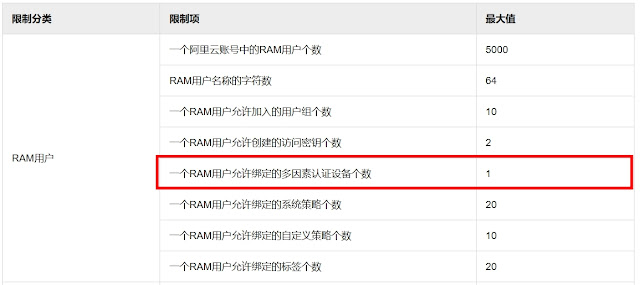 限制分类 限制项 最大值
一个阿里云账号中的RAM用户个数 5000
RAM用户名称的字符数 64
一个RAM用户允许加入的用户组个数 10
一个RAM用户允许创建的访问密钥个数 2
RAM用户
一个RAM用户允许绑定的多因素认证设备个数 1
一个RAM用户允许绑定的系统策略个数 20
一个RAM用户允许绑定的自定义策略个数 10
一个RAM用户允许绑定的标签个数 20